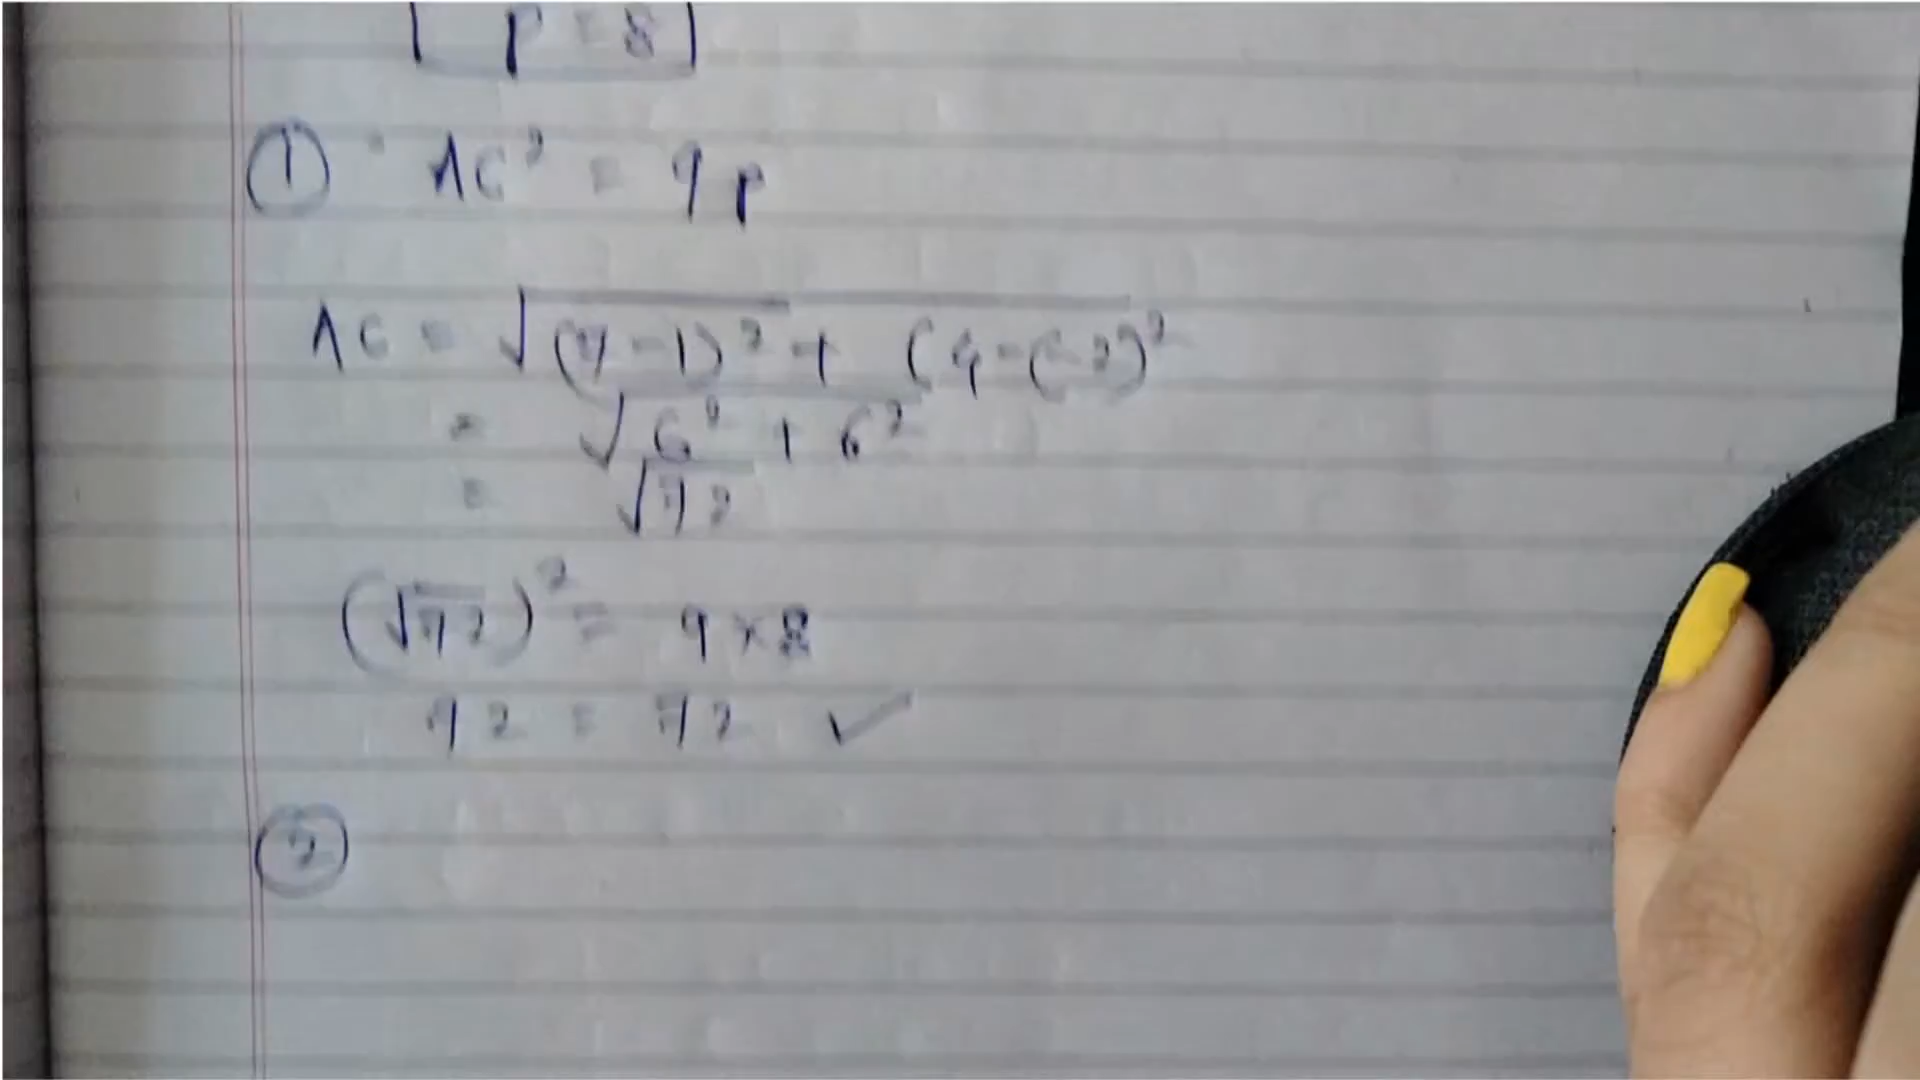 P = 8
① AC² = 9p
AC = √(7-1)² + (4-(-2)²
= √6² + 6²
= √72
(√72)² = 9 × 8
72 = 72 ✓
②